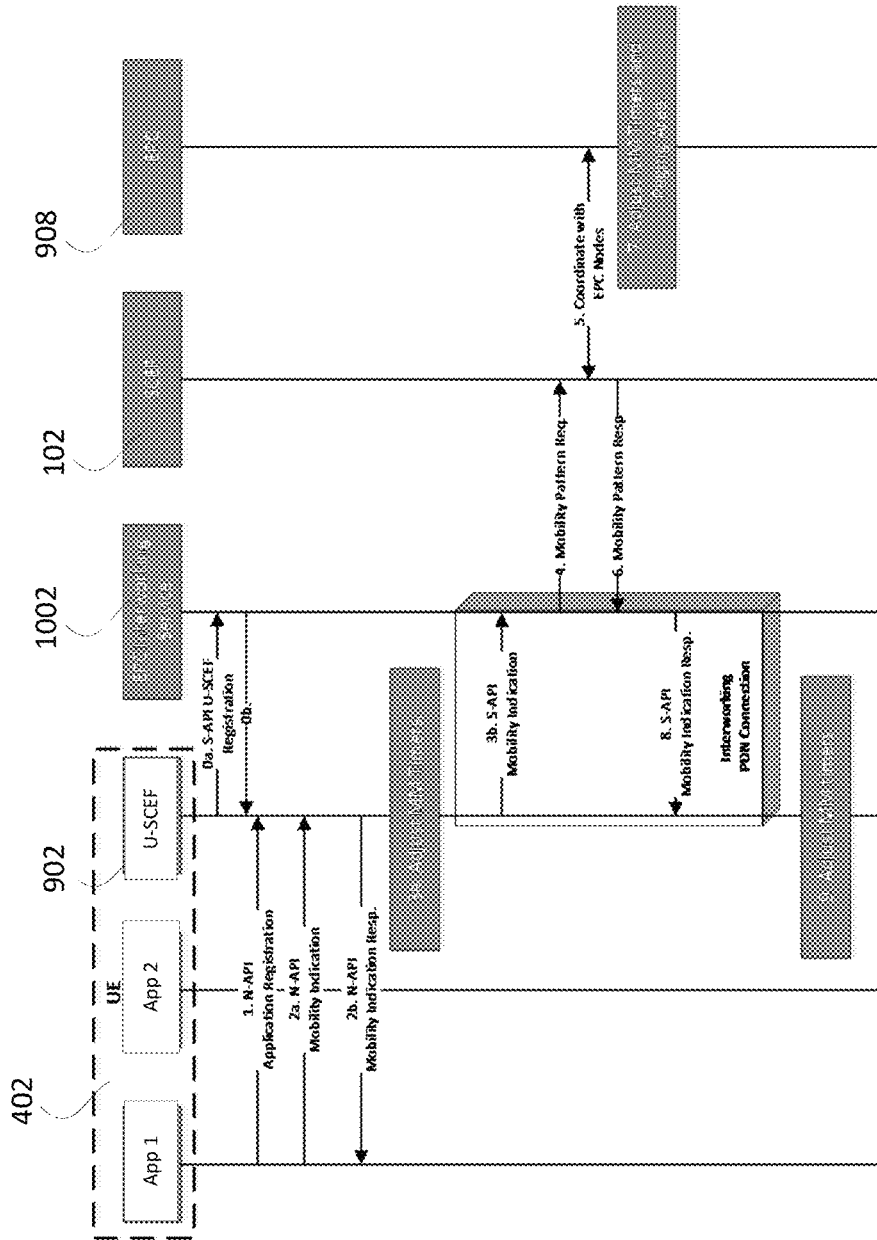 402
902
1002
102
908
UE
App 1
App 2
U-SCEF
EPC
0a. S-API U-SCEF
Registration
0b.
1. N-API
Application Registration
2a. N-API
Mobility Indication
2b. N-API
Mobility Indication Resp.
3b. S-API
Mobility Indication
4. Mobility Pattern Req.
5. Coordinate with
EPC Nodes
6. Mobility Pattern Resp
8. S-API
Mobility Indication Resp.
Interworking
PDN Connection